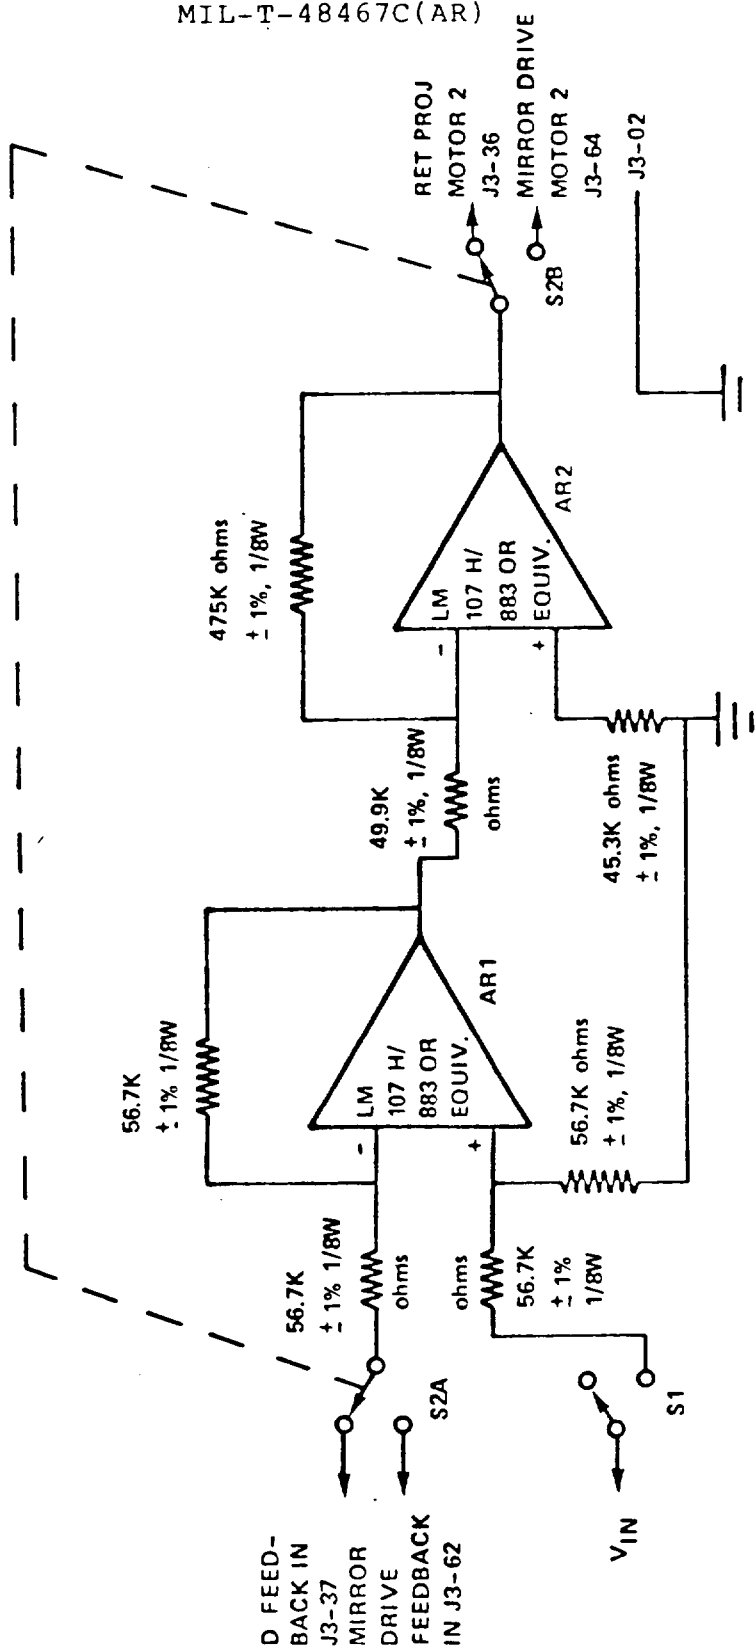 MIL-T-48467C(AR)
RET PROJ
MOTOR 2
J3-36
MIRROR DRIVE
MOTOR 2
J3-64
J3-02
S2B
475K ohms
± 1%, 1/8W
LM
107 H/
883 OR
EQUIV.
-
+
AR2
49.9K
± 1%, 1/8W
ohms
45.3K ohms
± 1%, 1/8W
56.7K
± 1% 1/8W
LM
107 H/
883 OR
EQUIV.
-
+
AR1
56.7K ohms
± 1%, 1/8W
56.7K
± 1% 1/8W
ohms
ohms
56.7K
± 1%
1/8W
S2A
S1
D FEED-
BACK IN
J3-37
MIRROR
DRIVE
FEEDBACK
IN J3-62
VIN